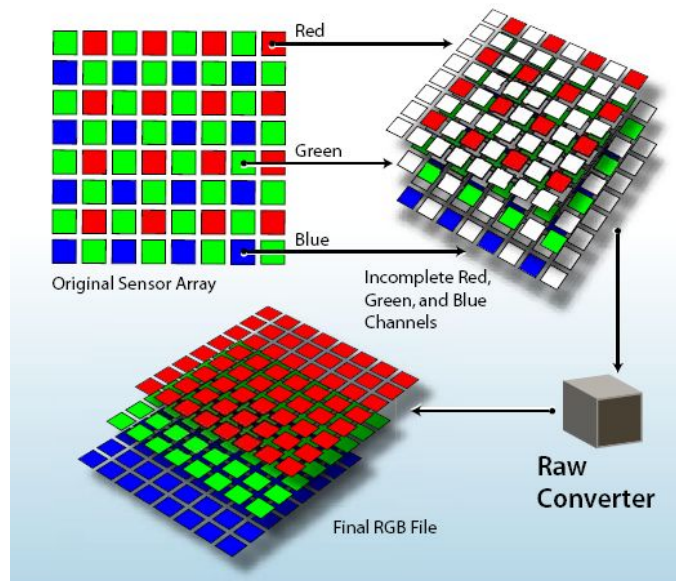 Red
Green
Blue
Original Sensor Array
Incomplete Red,
Green, and Blue
Channels
Raw
Converter
Final RGB File